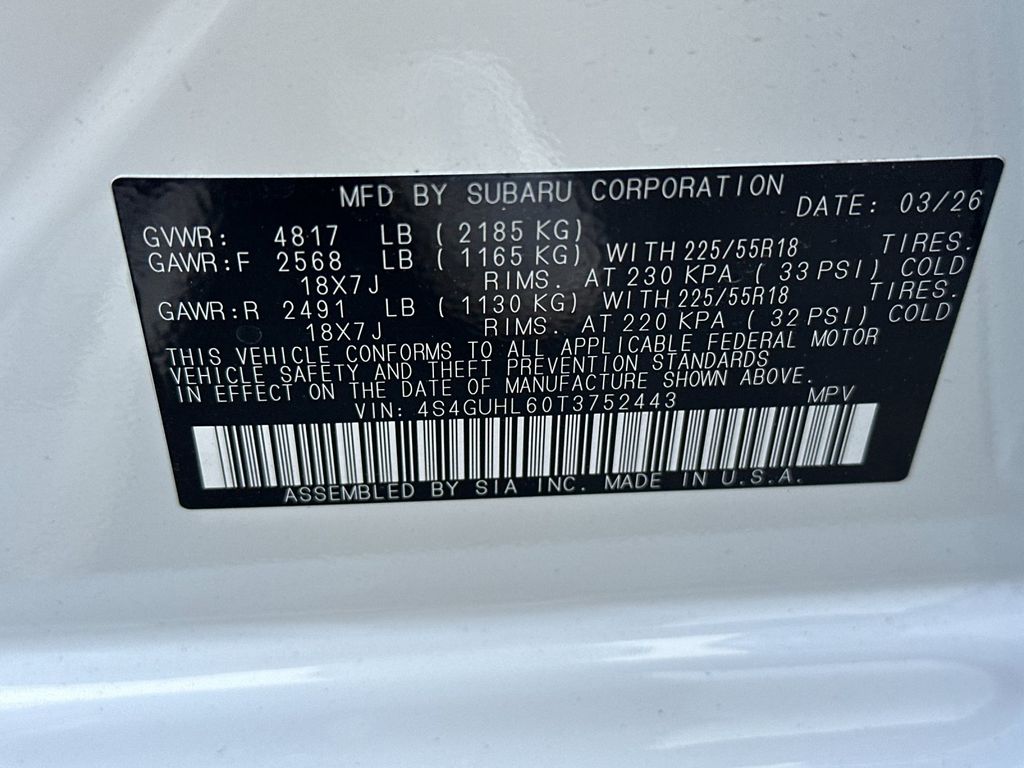 MFD BY SUBARU CORPORATION DATE: 03/26
GVWR: 4817 LB ( 2185 KG)
GAWR:F 2568 LB ( 1165 KG) WITH 225/55R18 TIRES.
18X7J RIMS. AT 230 KPA ( 33 PSI) COLD
GAWR:R 2491 LB ( 1130 KG) WITH 225/55R18 TIRES.
18X7J RIMS. AT 220 KPA ( 32 PSI) COLD
THIS VEHICLE CONFORMS TO ALL APPLICABLE FEDERAL MOTOR
VEHICLE SAFETY AND THEFT PREVENTION STANDARDS
IN EFFECT ON THE DATE OF MANUFACTURE SHOWN ABOVE.
VIN: 4S4GUHL60T3752443 MPV
ASSEMBLED BY SIA INC. MADE IN U.S.A.